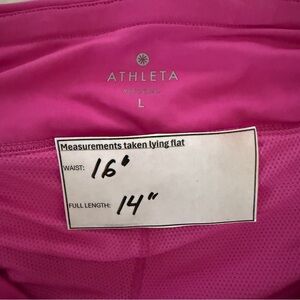 ATHLETA
L
Measurements taken lying flat
WAIST: 16"
FULL LENGTH: 14"